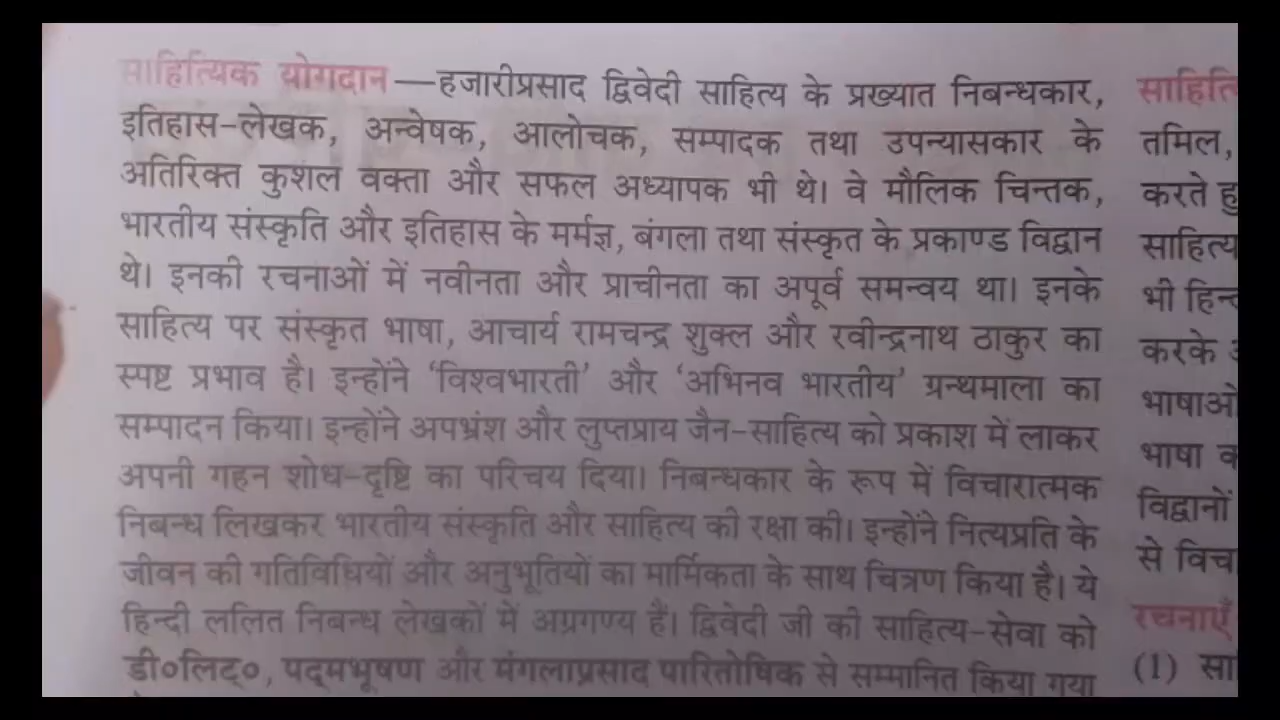 साहित्यिक योगदान—हजारीप्रसाद द्विवेदी साहित्य के प्रख्यात निबन्धकार,
इतिहास-लेखक, अन्वेषक, आलोचक, सम्पादक तथा उपन्यासकार के
अतिरिक्त कुशल वक्ता और सफल अध्यापक भी थे। वे मौलिक चिन्तक,
भारतीय संस्कृति और इतिहास के मर्मज्ञ, बंगला तथा संस्कृत के प्रकाण्ड विद्वान
थे। इनकी रचनाओं में नवीनता और प्राचीनता का अपूर्व समन्वय था। इनके
साहित्य पर संस्कृत भाषा, आचार्य रामचन्द्र शुक्ल और रवीन्द्रनाथ ठाकुर का
स्पष्ट प्रभाव है। इन्होंने ‘विश्वभारती’ और ‘अभिनव भारतीय’ ग्रन्थमाला का
सम्पादन किया। इन्होंने अपभ्रंश और लुप्तप्राय जैन-साहित्य को प्रकाश में लाकर
अपनी गहन शोध-दृष्टि का परिचय दिया। निबन्धकार के रूप में विचारात्मक
निबन्ध लिखकर भारतीय संस्कृति और साहित्य की रक्षा की। इन्होंने नित्यप्रति के
जीवन की गतिविधियों और अनुभूतियों का मार्मिकता के साथ चित्रण किया है। ये
हिन्दी ललित निबन्ध लेखकों में अग्रगण्य हैं। द्विवेदी जी की साहित्य-सेवा को
डी०लिट्०, पद्मभूषण और मंगलाप्रसाद पारितोषिक से सम्मानित किया गया
तमिल,
करते
साहित्य
भी
करके
भाषा
विद्वानों
से
रचनाएँ
(1)